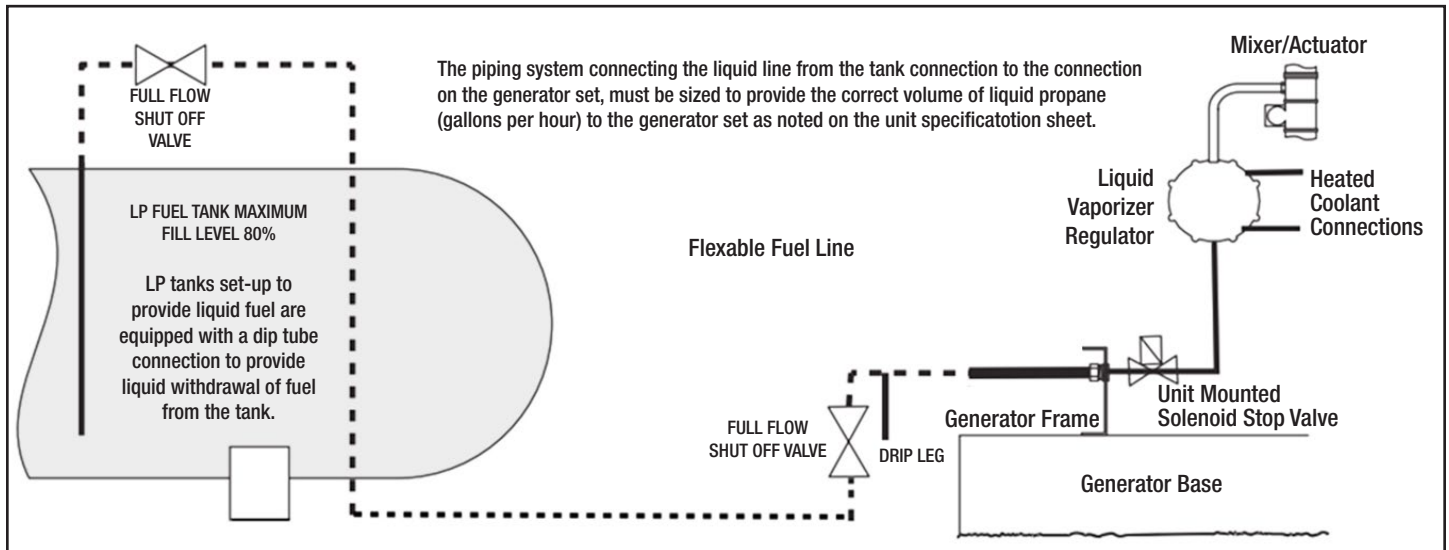 FULL FLOW
SHUT OFF
VALVE
The piping system connecting the liquid line from the tank connection to the connection
on the generator set, must be sized to provide the correct volume of liquid propane
(gallons per hour) to the generator set as noted on the unit specificatotion sheet.
Mixer/Actuator
LP FUEL TANK MAXIMUM
FILL LEVEL 80%
LP tanks set-up to
provide liquid fuel are
equipped with a dip tube
connection to provide
liquid withdrawal of fuel
from the tank.
Flexable Fuel Line
Liquid
Vaporizer
Regulator
Heated
Coolant
Connections
FULL FLOW
SHUT OFF VALVE
DRIP LEG
Generator Frame
Unit Mounted
Solenoid Stop Valve
Generator Base